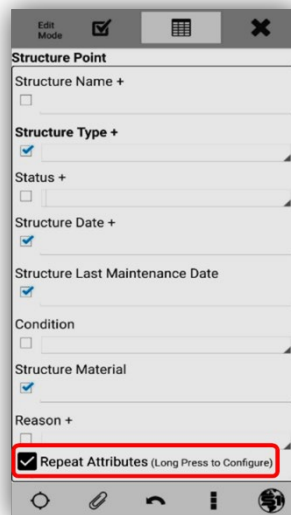 Edit
Mode
Structure Point
Structure Name +
Structure Type +
Status +
Structure Date +
Structure Last Maintenance Date
Condition
Structure Material
Reason +
Repeat Attributes (Long Press to Configure)